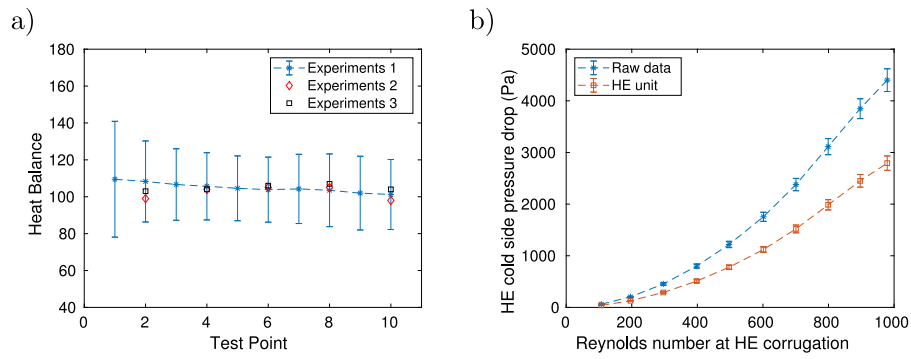 a)
180
160
140
120
100
80
60
40
0
2
4
6
8
10
Heat Balance
Test Point
Experiments 1
Experiments 2
Experiments 3
b)
5000
4000
3000
2000
1000
0
0
200
400
600
800
1000
HE cold side pressure drop (Pa)
Reynolds number at HE corrugation
Raw data
HE unit